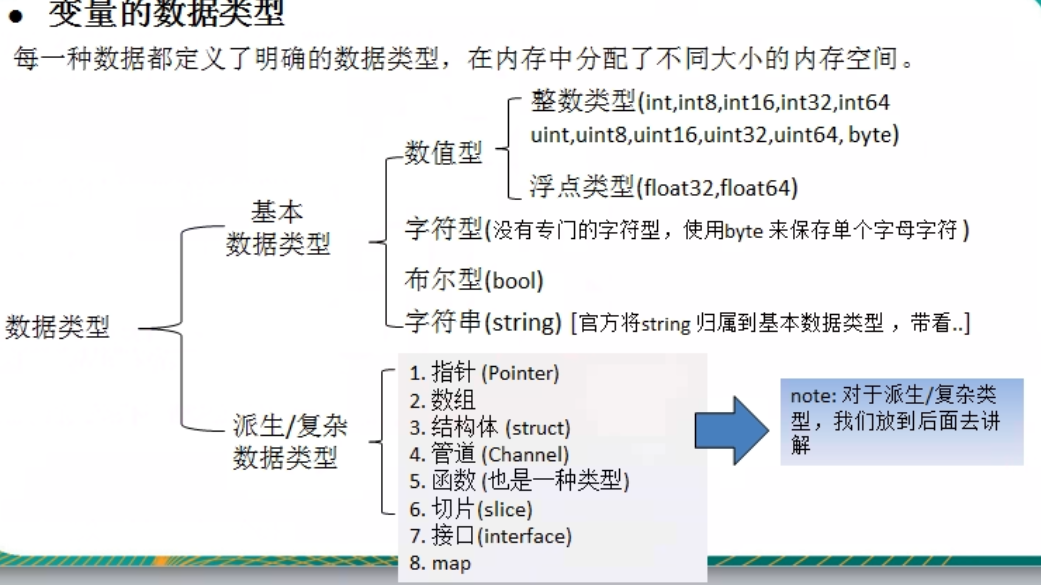 ● 变量的数据类型
每一种数据都定义了明确的数据类型，在内存中分配了不同大小的内存空间。
整数类型(int,int8,int16,int32,int64
uint,uint8,uint16,uint32,uint64, byte)
数值型
浮点类型(float32,float64)
基本
数据类型
字符型(没有专门的字符型，使用byte 来保存单个字母字符 )
布尔型(bool)
字符串(string) [官方将string 归属到基本数据类型 ，带看..]
数据类型
派生/复杂
数据类型
1. 指针 (Pointer)
2. 数组
3. 结构体 (struct)
4. 管道 (Channel)
5. 函数 (也是一种类型)
6. 切片(slice)
7. 接口(interface)
8. map
note: 对于派生/复杂类
型，我们放到后面去讲
解